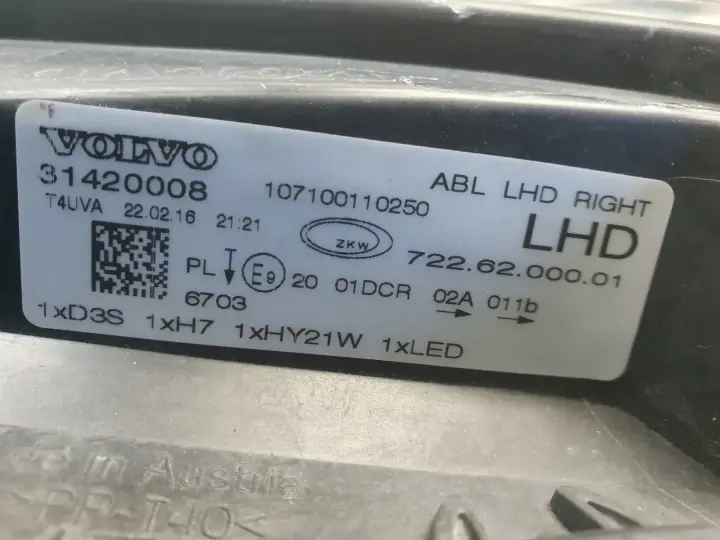 VOLVO
31420008
107100110250
ABL LHD RIGHT
T4UVA 22.02.16 21:21
ZKW
LHD
722.62.000.01
PL E9 20 01DCR 02A 011b
6703
1xD3S 1xH7 1xHY21W 1xLED
in Austria